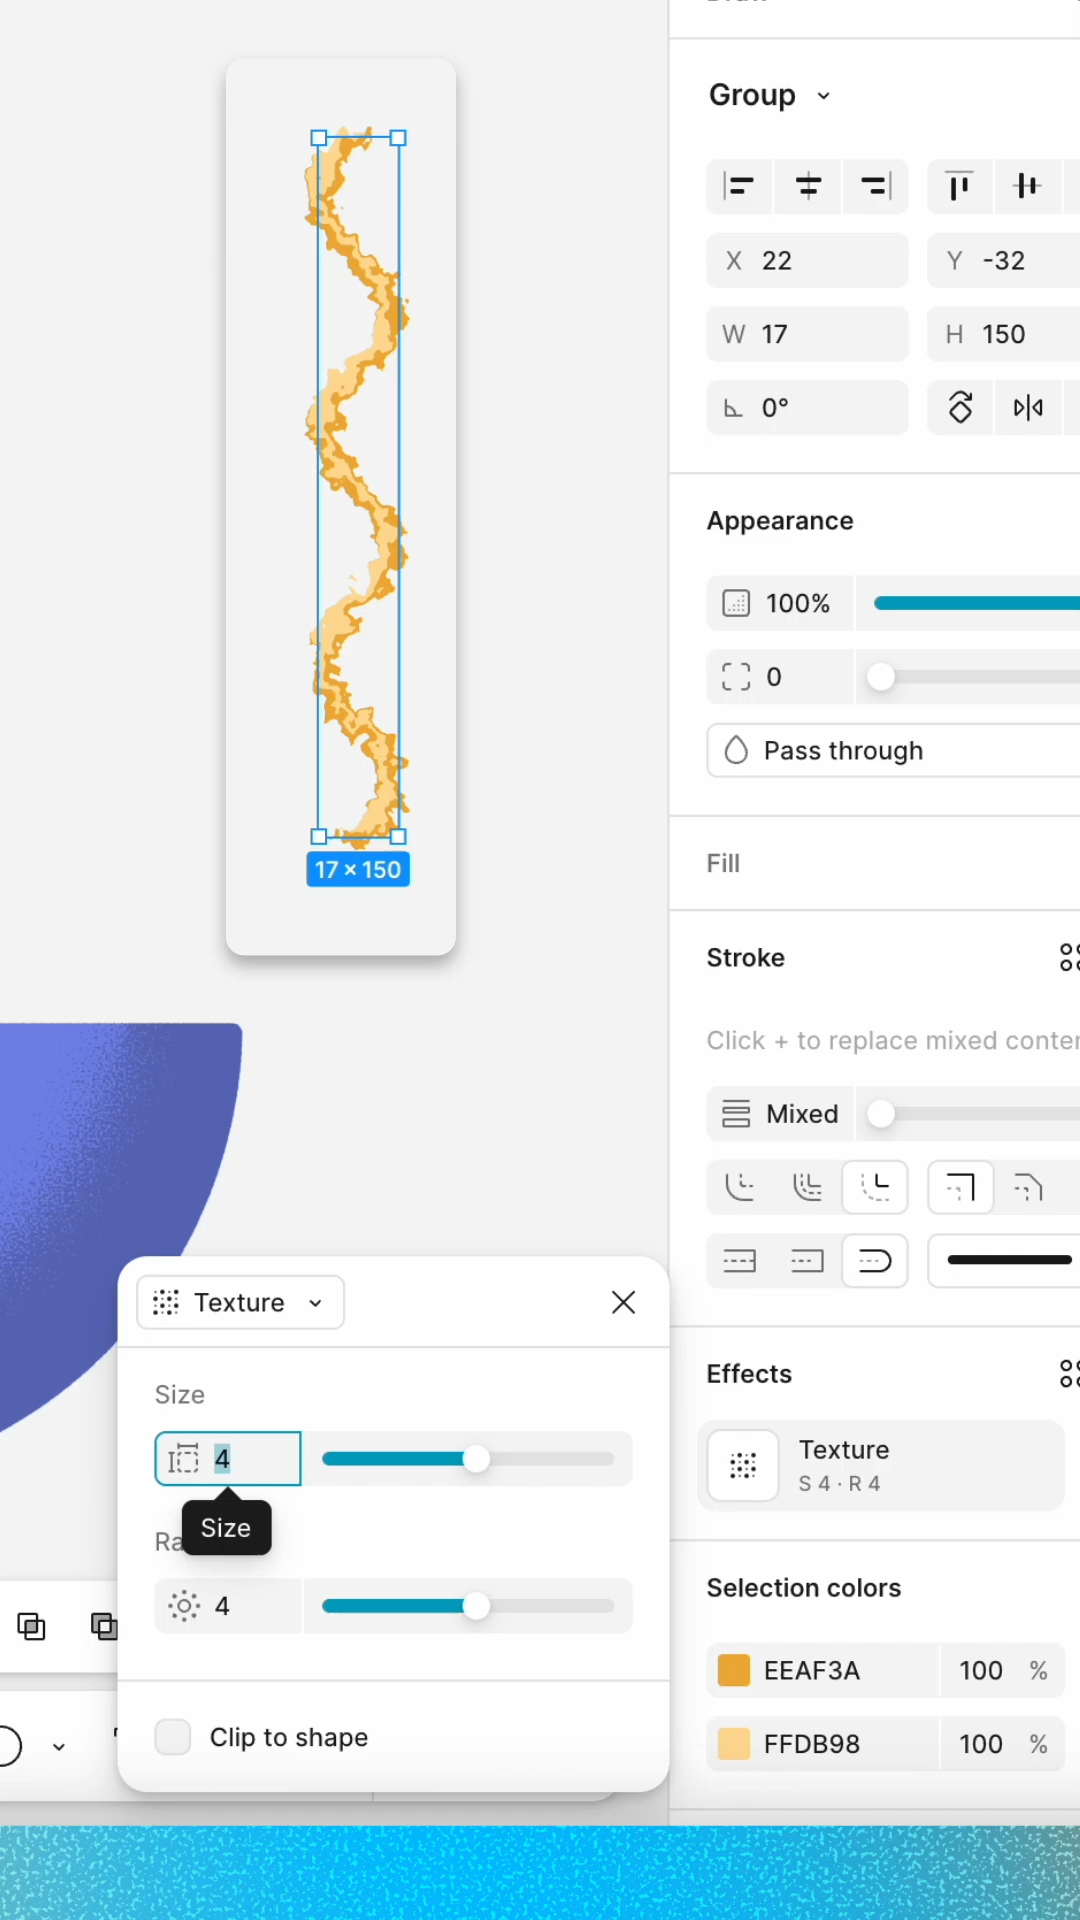 Group
X 22
Y -32
W 17
H 150
0°
Appearance
100%
0
Pass through
17 × 150
Fill
Stroke
Click + to replace mixed
Mixed
Texture
Size
4
Size
4
Clip to shape
Effects
Texture
S 4 · R 4
Selection colors
EEAF3A 100 %
FFDB98 100 %